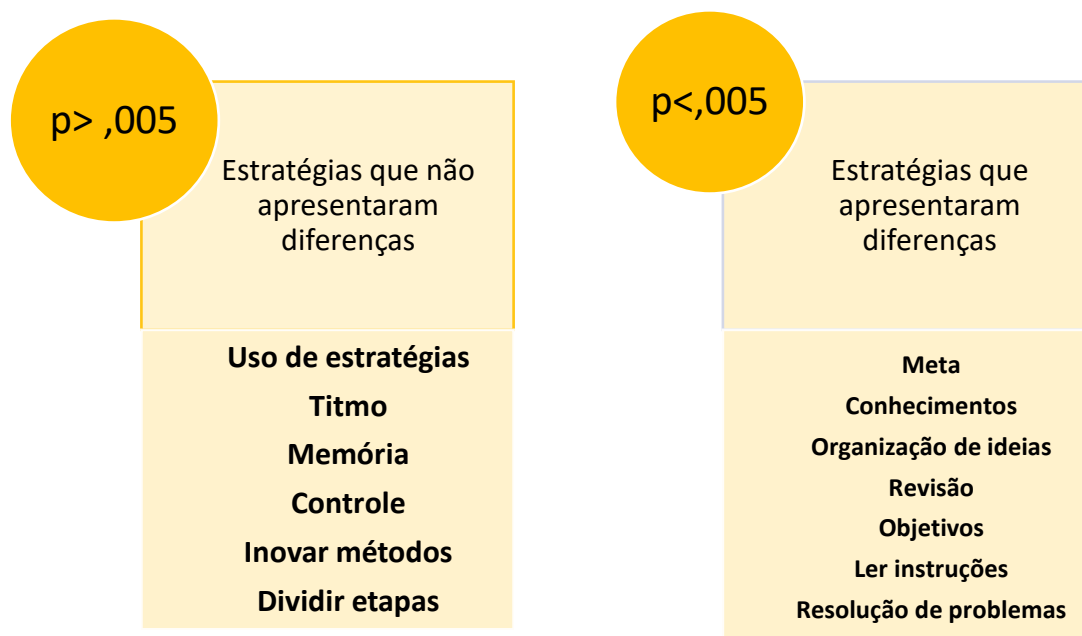 p> ,005
Estratégias que não
apresentaram
diferenças
Uso de estratégias
Titmo
Memória
Controle
Inovar métodos
Dividir etapas
p<,005
Estratégias que
apresentaram
diferenças
Meta
Conhecimentos
Organização de ideias
Revisão
Objetivos
Ler instruções
Resolução de problemas